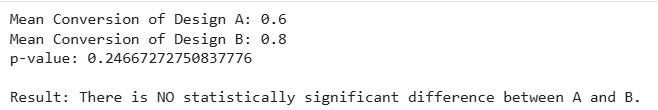 Mean Conversion of Design A: 0.6
Mean Conversion of Design B: 0.8
p-value: 0.24667272750837776
Result: There is NO statistically significant difference between A and B.